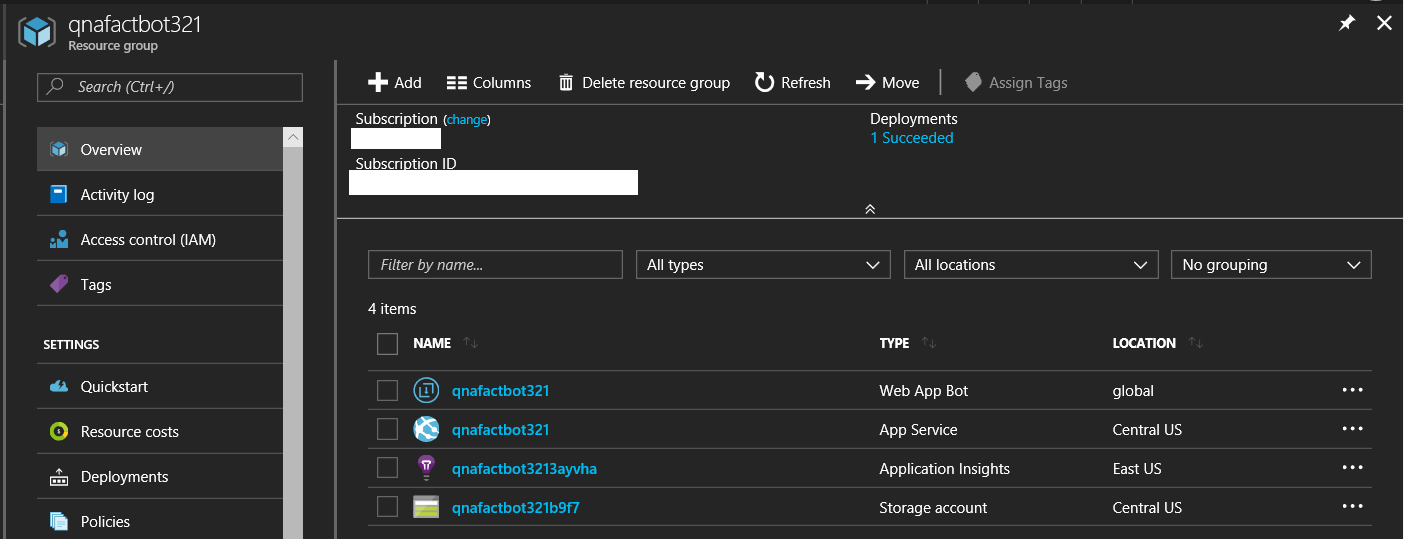 qnafactbot321
Resource group
Search (Ctrl+/)
Overview
Activity log
Access control (IAM)
Tags
SETTINGS
Quickstart
Resource costs
Deployments
Policies
Add Columns Delete resource group Refresh Move Assign Tags
Subscription (change) Deployments
1 Succeeded
Subscription ID
Filter by name... All types All locations No grouping
4 items
NAME TYPE LOCATION
qnafactbot321 Web App Bot global
qnafactbot321 App Service Central US
qnafactbot3213ayvha Application Insights East US
qnafactbot321b9f7 Storage account Central US